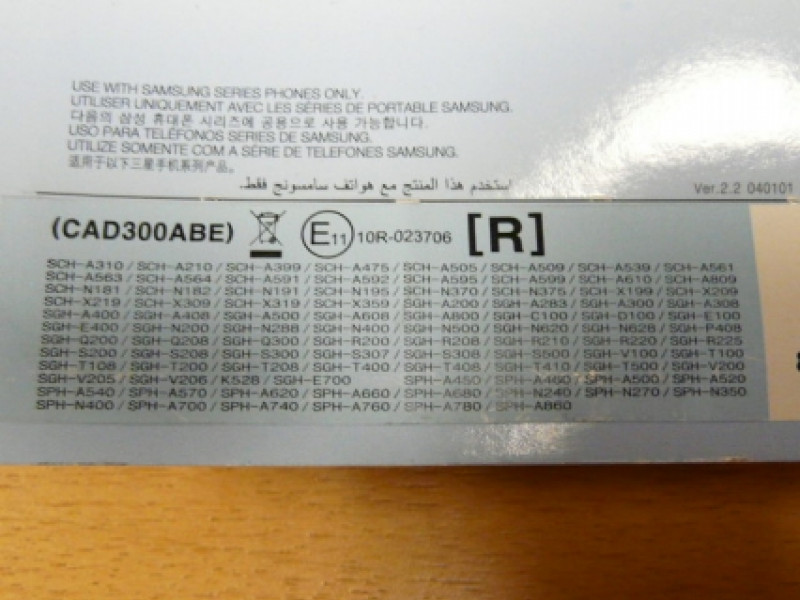 USE WITH SAMSUNG SERIES PHONES ONLY.
UTILISER UNIQUEMENT AVEC LES SÉRIES DE PORTABLE SAMSUNG.
다음의 삼성 휴대폰 시리즈에 공용으로 사용 가능합니다.
USO PARA TELÉFONOS SERIES DE SAMSUNG.
UTILIZE SOMENTE COM A SÉRIE DE TELEFONES SAMSUNG.
适用于以下三星手机系列产品。
استخدم هذا المنتج مع هواتف سامسونج فقط.
Ver.2.2 040101
(CAD300ABE) E11 10R-023706 [R]
SCH-A310/SCH-A210/SCH-A399/SCH-A475/SCH-A505/SCH-A509/SCH-A539/SCH-A561
SCH-A563/SCH-A564/SCH-A591/SCH-A592/SCH-A595/SCH-A599/SCH-A610/SCH-A809
SCH-N181/SCH-N182/SCH-N191/SCH-N195/SCH-N370/SCH-N375/SCH-X199/SCH-X209
SCH-X219/SCH-X309/SCH-X319/SCH-X359/SGH-A200/SGH-A283/SGH-A300/SGH-A308
SGH-A400/SGH-A408/SGH-A500/SGH-A608/SGH-A800/SGH-C100/SGH-D100/SGH-E100
SGH-E400/SGH-N200/SGH-N288/SGH-N400/SGH-N500/SGH-N620/SGH-N628/SGH-P408
SGH-Q200/SGH-Q208/SGH-Q300/SGH-R200/SGH-R208/SGH-R210/SGH-R220/SGH-R225
SGH-S200/SGH-S208/SGH-S300/SGH-S307/SGH-S308/SGH-S500/SGH-V100/SGH-T100
SGH-T108/SGH-T200/SGH-T208/SGH-T400/SGH-T408/SGH-T410/SGH-T500/SGH-V200
SGH-V205/SGH-V206/K528/SGH-E700 SPH-A450/SPH-A460/SPH-A500/SPH-A520
SPH-A540/SPH-A570/SPH-A620/SPH-A660/SPH-A680/SPH-N240/SPH-N270/SPH-N350
SPH-N400/SPH-A700/SPH-A740/SPH-A760/SPH-A780/SPH-A860